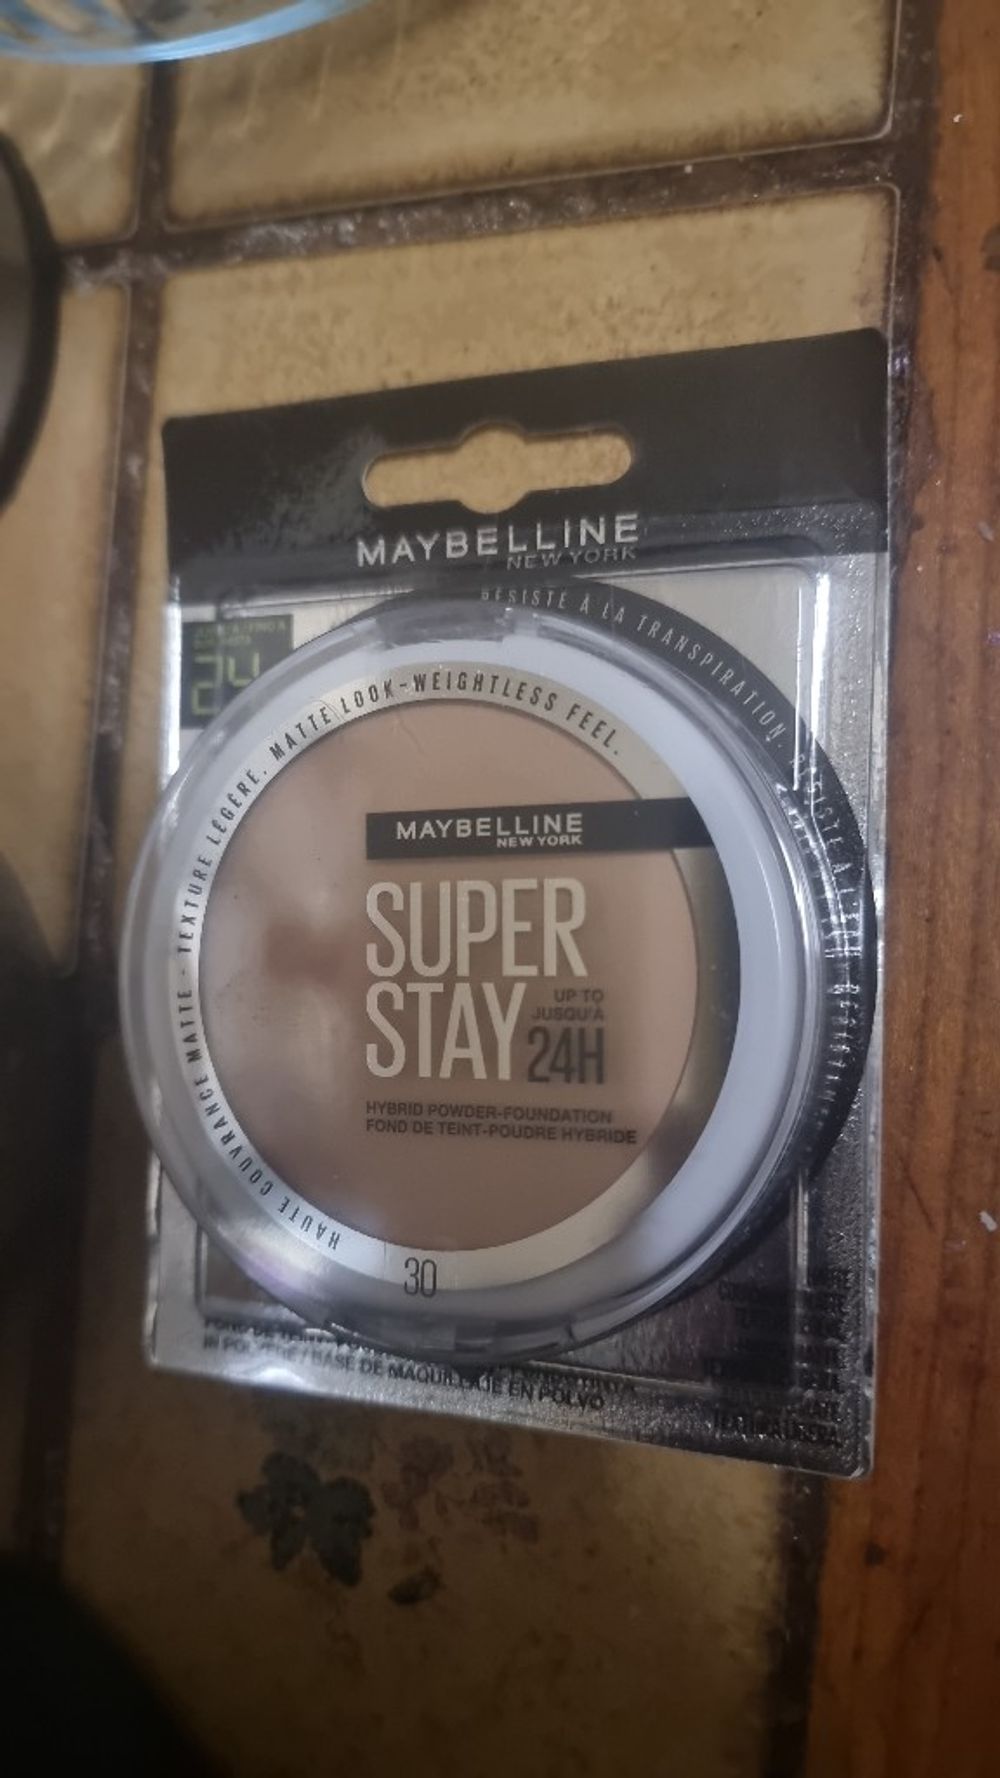 MAYBELLINE
NEW YORK
RÉSISTE À LA TRANSPIRATION.
24
HAUTE COUVRANCE MATTE - TEXTURE LÉGÈRE. MATTE LOOK-WEIGHTLESS FEEL.
MAYBELLINE
NEW YORK
SUPER
STAY
UP TO
JUSQU'À
24H
HYBRID POWDER-FOUNDATION
FOND DE TEINT-POUDRE HYBRIDE
30
IN POLVERE / BASE DE MAQUILLAJE EN POLVO